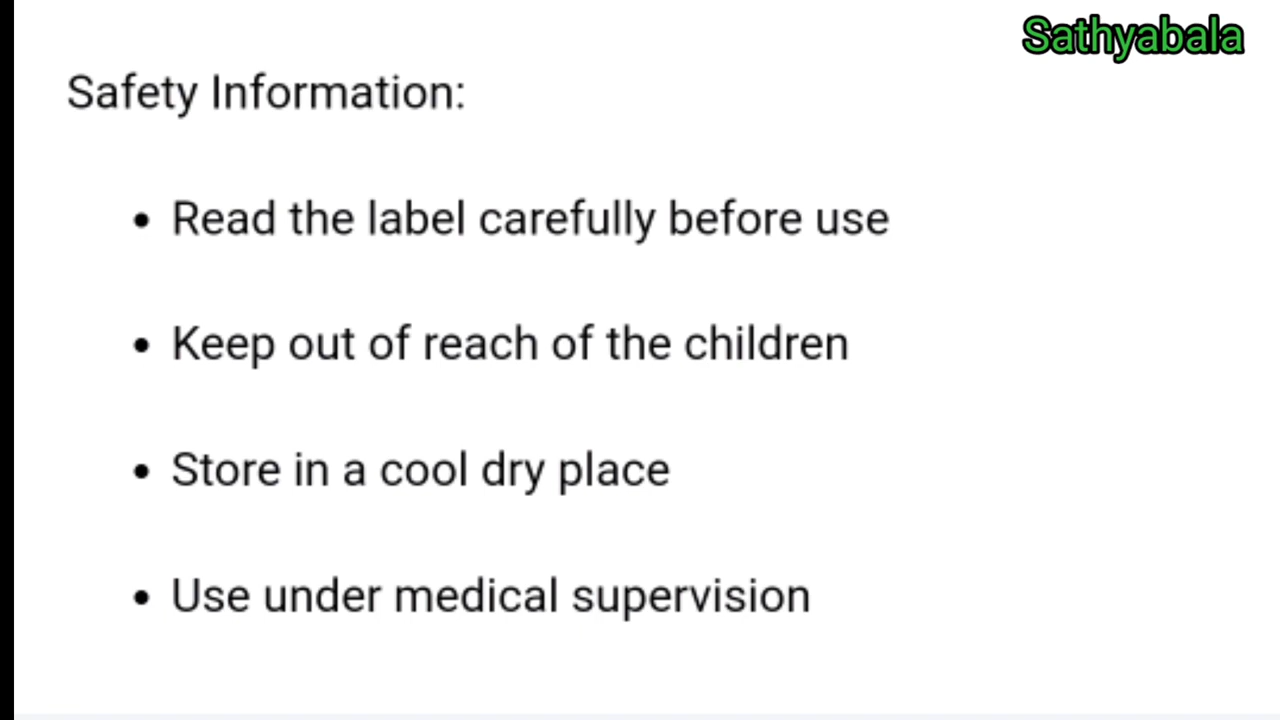 Sathyabala
Safety Information:
• Read the label carefully before use
• Keep out of reach of the children
• Store in a cool dry place
• Use under medical supervision